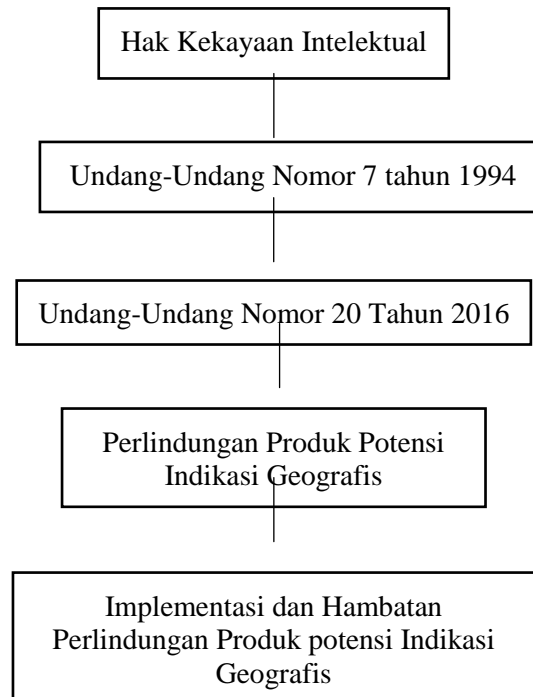 Hak Kekayaan Intelektual
Undang-Undang Nomor 7 tahun 1994
Undang-Undang Nomor 20 Tahun 2016
Perlindungan Produk Potensi
Indikasi Geografis
Implementasi dan Hambatan
Perlindungan Produk potensi Indikasi
Geografis